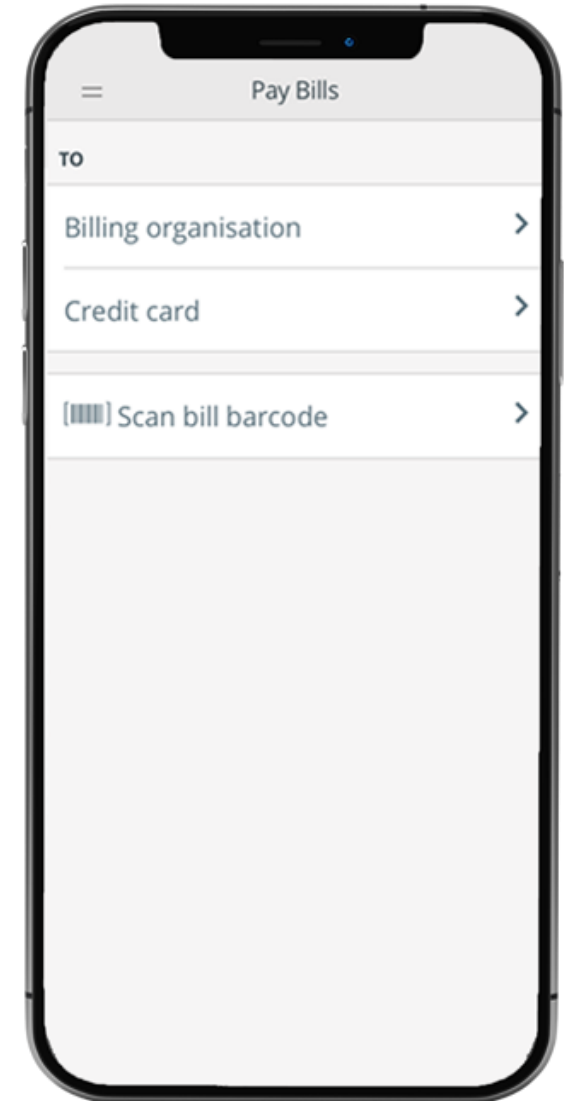 Pay Bills
TO
Billing organisation
Credit card
Scan bill barcode